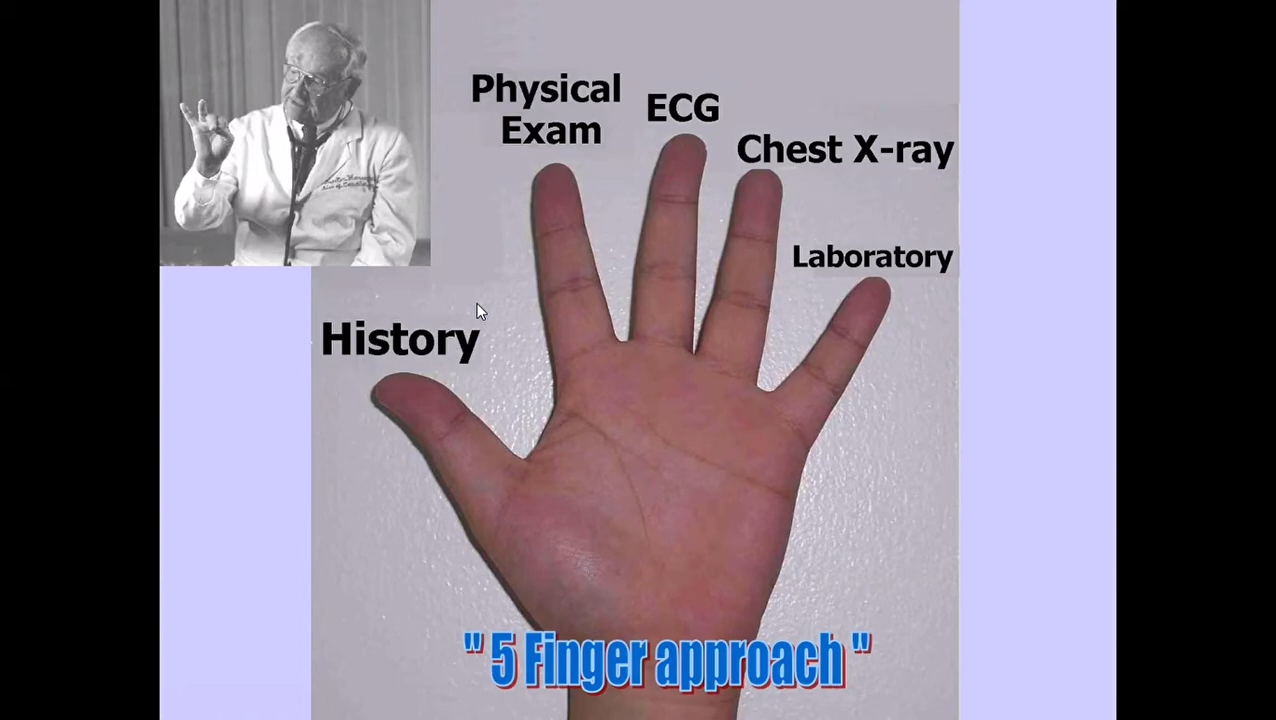 Physical
Exam
ECG
Chest X-ray
Laboratory
History
" 5 Finger approach "